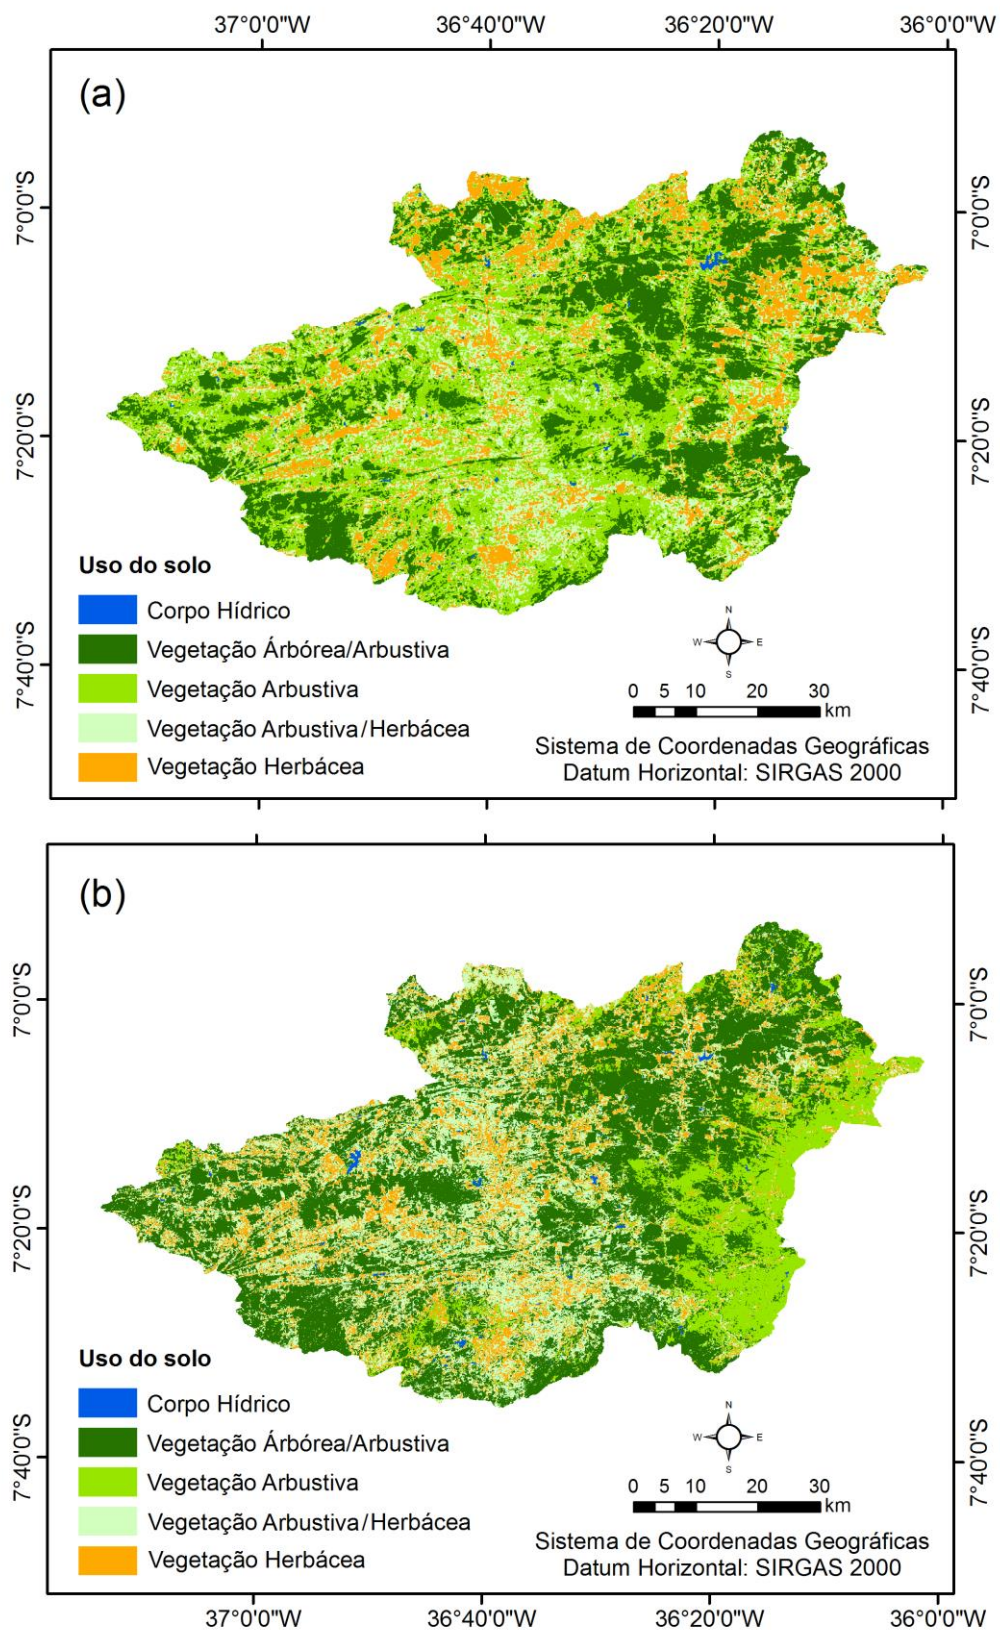 37°0'0"W 36°40'0"W 36°20'0"W 36°0'0"W
(a)
7°0'0"S
7°0'0"S
7°20'0"S
7°20'0"S
7°40'0"S
7°40'0"S
Uso do solo
Corpo Hídrico
Vegetação Árbórea/Arbustiva
Vegetação Arbustiva
Vegetação Arbustiva/Herbácea
Vegetação Herbácea
N
W E
S
0 5 10 20 30
km
Sistema de Coordenadas Geográficas
Datum Horizontal: SIRGAS 2000
(b)
7°0'0"S
7°0'0"S
7°20'0"S
7°20'0"S
7°40'0"S
7°40'0"S
Uso do solo
Corpo Hídrico
Vegetação Árbórea/Arbustiva
Vegetação Arbustiva
Vegetação Arbustiva/Herbácea
Vegetação Herbácea
N
W E
S
0 5 10 20 30
km
Sistema de Coordenadas Geográficas
Datum Horizontal: SIRGAS 2000
37°0'0"W 36°40'0"W 36°20'0"W 36°0'0"W